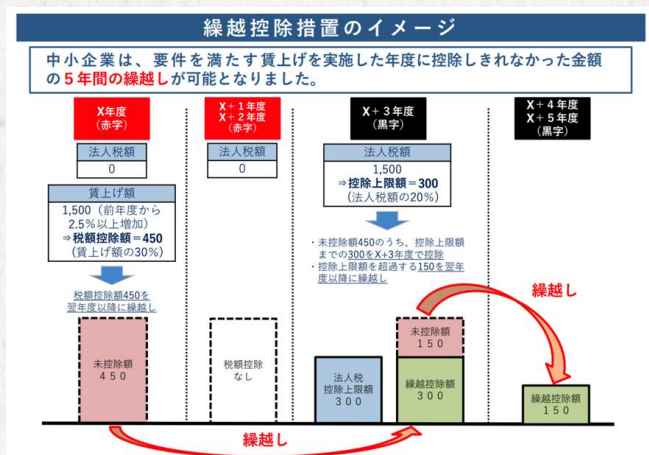 繰越控除措置のイメージ
中小企業は、要件を満たす賃上げを実施した年度に控除しきれなかった金額
の５年間の繰越しが可能となりました。
X年度
（赤字）
法人税額
0
賃上げ額
1,500（前年度から
2.5%以上増加）
⇒税額控除額＝450
（賃上げ額の30%）
税額控除額450を
翌年度以降に繰越し
未控除額
４５０
X＋１年度
X＋２年度
（赤字）
法人税額
0
税額控除
なし
X＋３年度
（黒字）
法人税額
1,500
⇒控除上限額＝300
（法人税額の20%）
・未控除額450のうち、控除上限額
までの300をX+3年度で控除
・控除上限額を超過する150を翌年
度以降に繰越し
法人税
控除上限額
３００
未控除額
１５０
繰越控除額
３００
X＋４年度
X＋５年度
（黒字）
繰越し
繰越控除額
１５０
繰越し